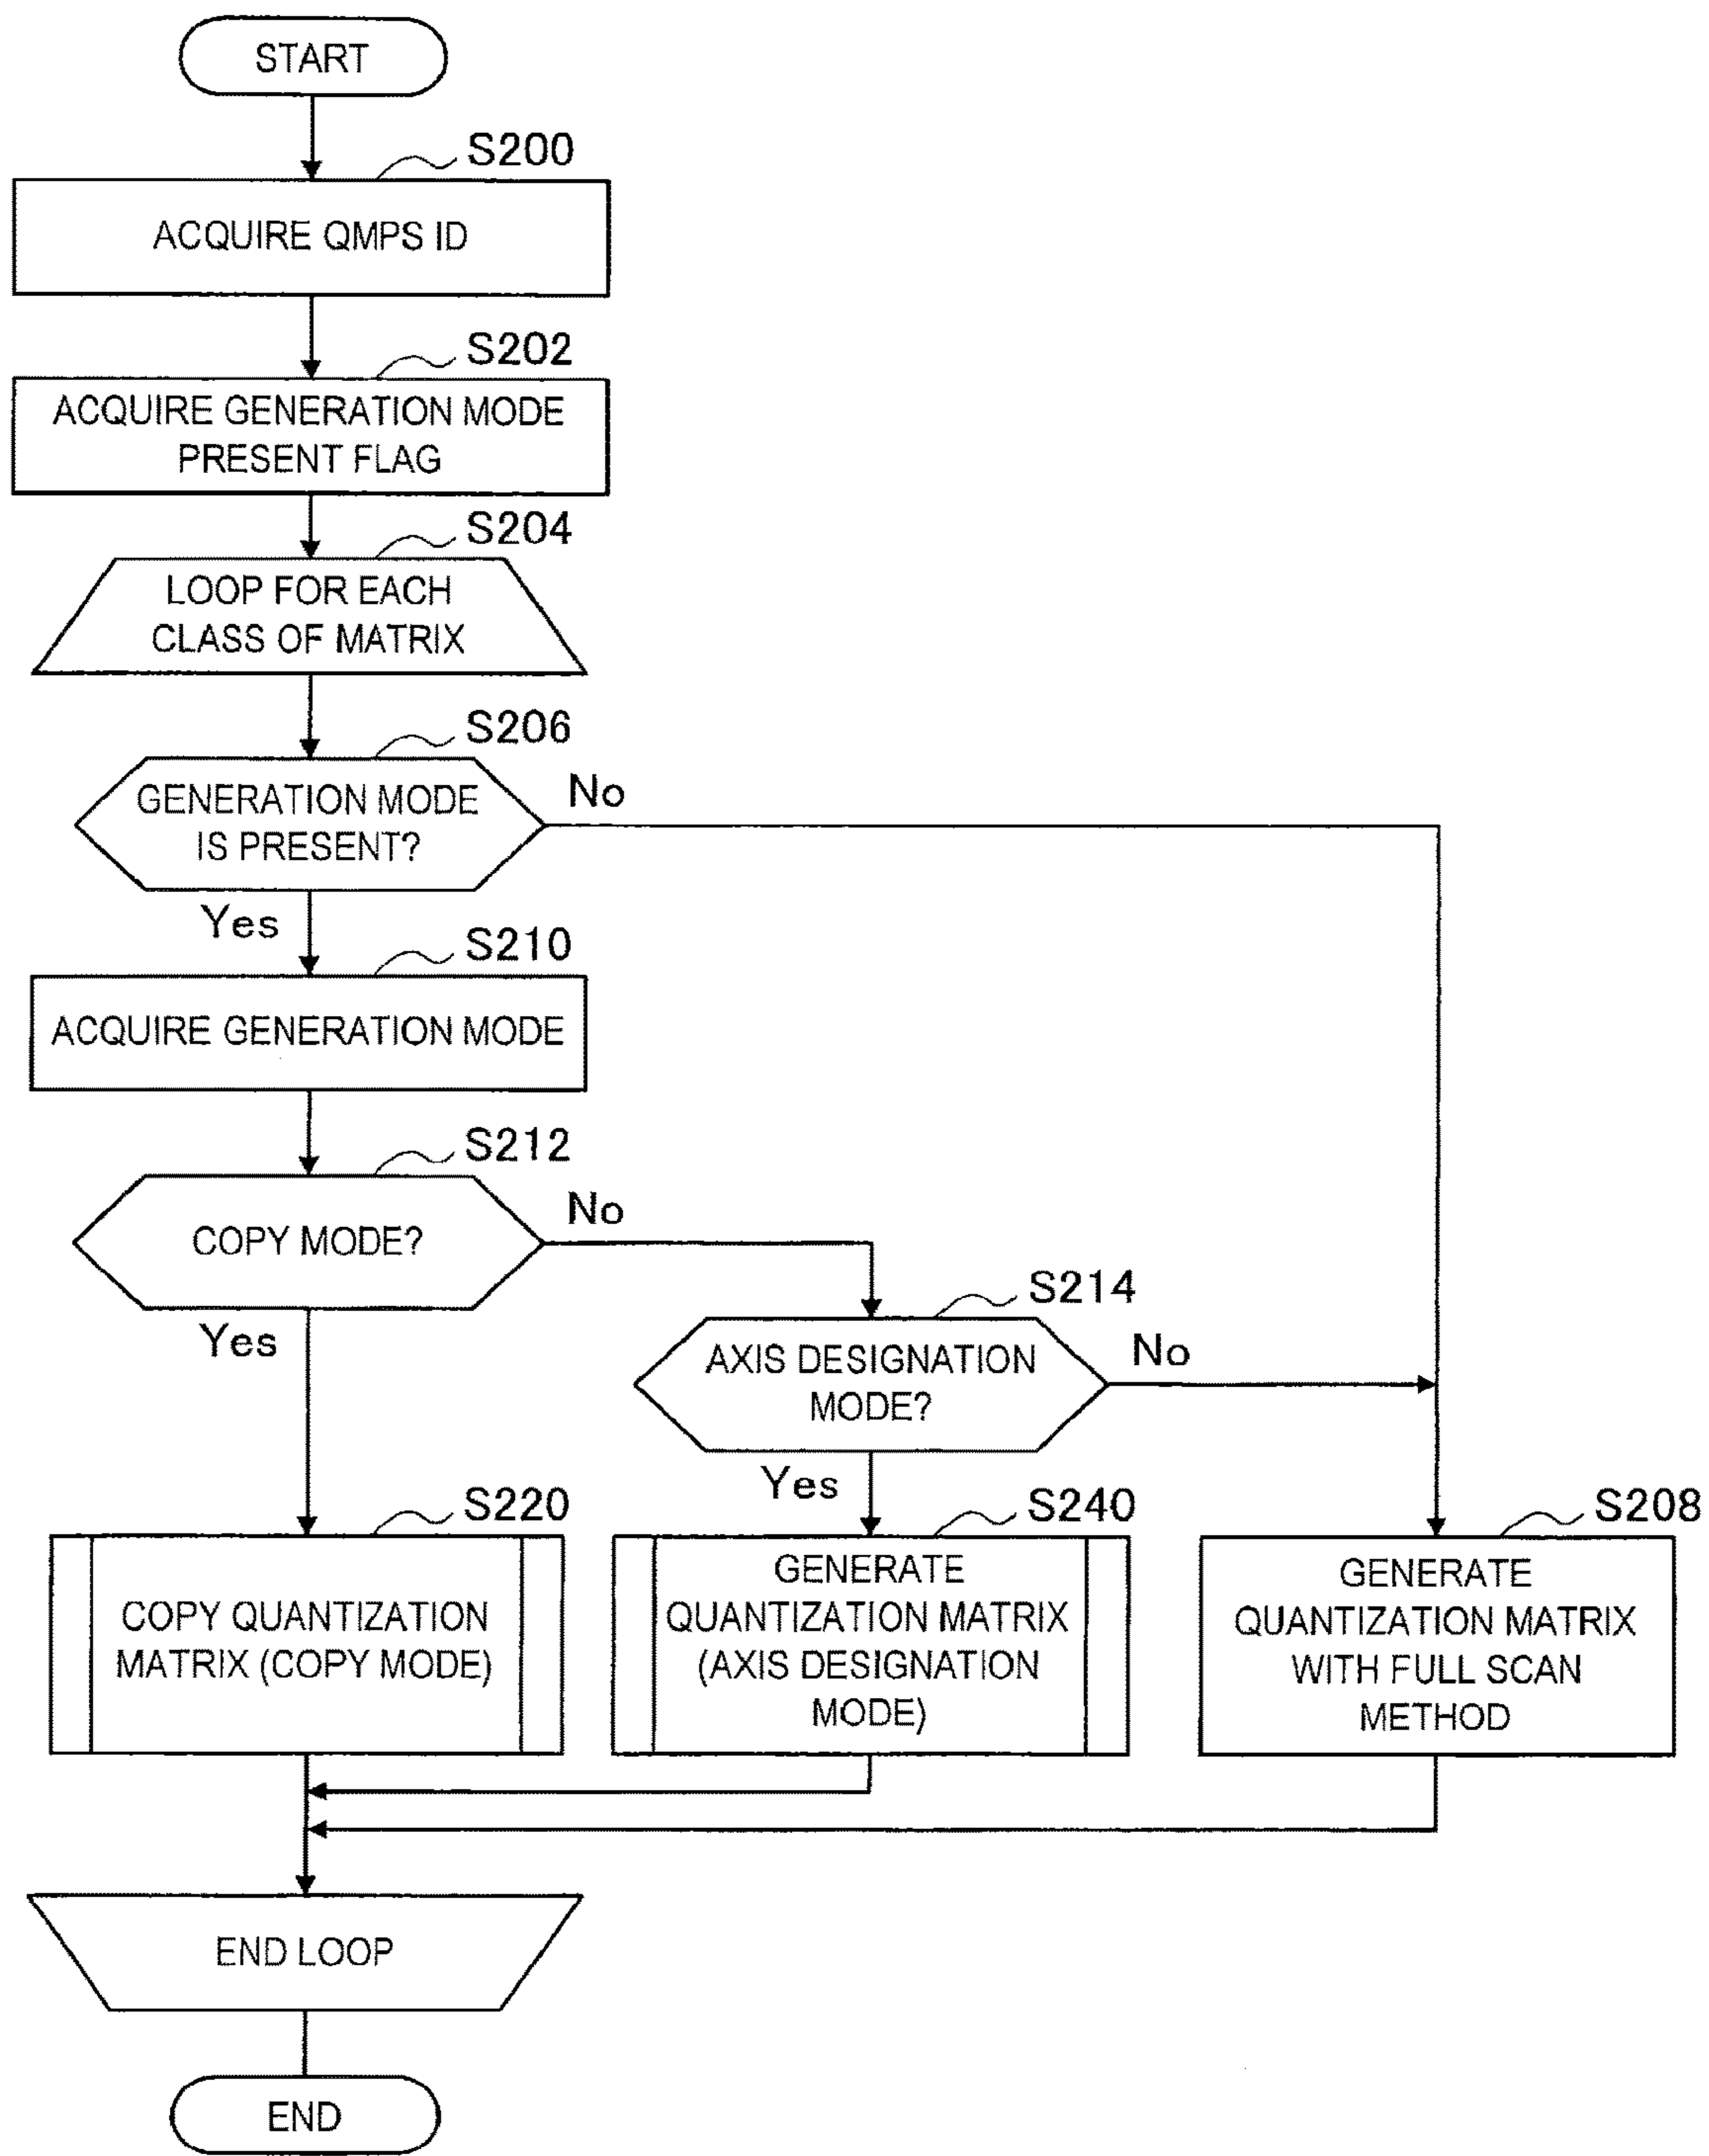 START
S200
ACQUIRE QMPS ID
S202
ACQUIRE GENERATION MODE
PRESENT FLAG
S204
LOOP FOR EACH
CLASS OF MATRIX
S206
GENERATION MODE
IS PRESENT?
No
Yes
S210
ACQUIRE GENERATION MODE
S212
COPY MODE?
No
Yes
S214
AXIS DESIGNATION
MODE?
No
Yes
S220
COPY QUANTIZATION
MATRIX (COPY MODE)
S240
GENERATE
QUANTIZATION MATRIX
(AXIS DESIGNATION
MODE)
S208
GENERATE
QUANTIZATION MATRIX
WITH FULL SCAN
METHOD
END LOOP
END